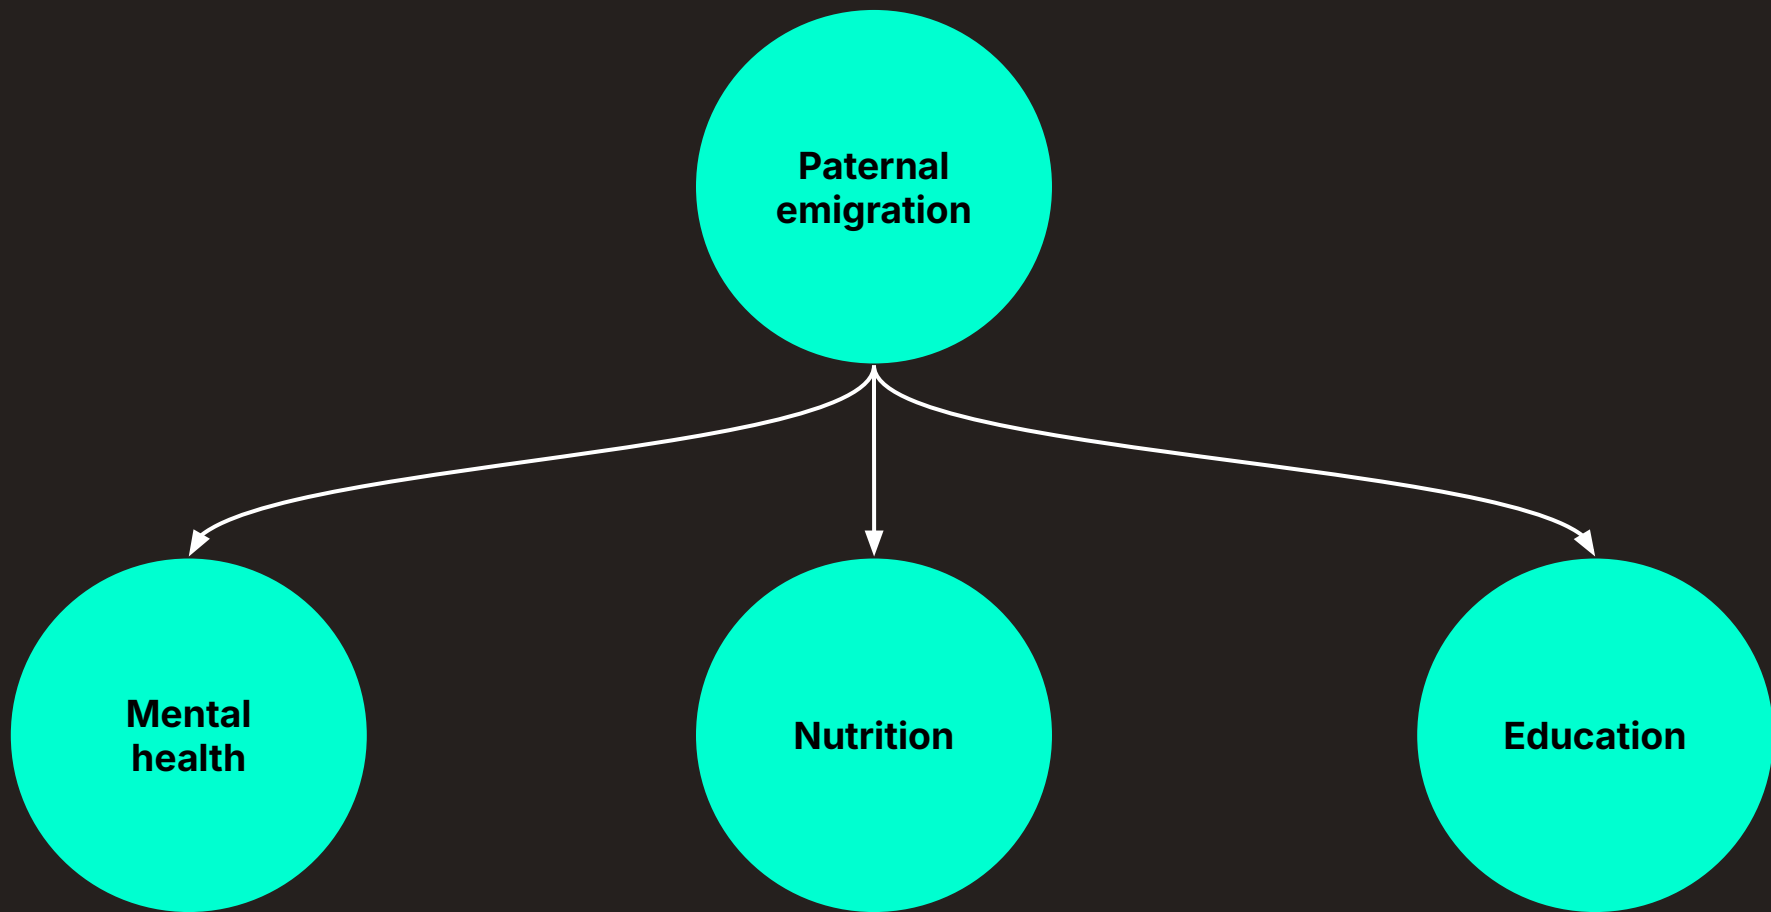 Paternal
emigration
Mental
health
Nutrition
Education